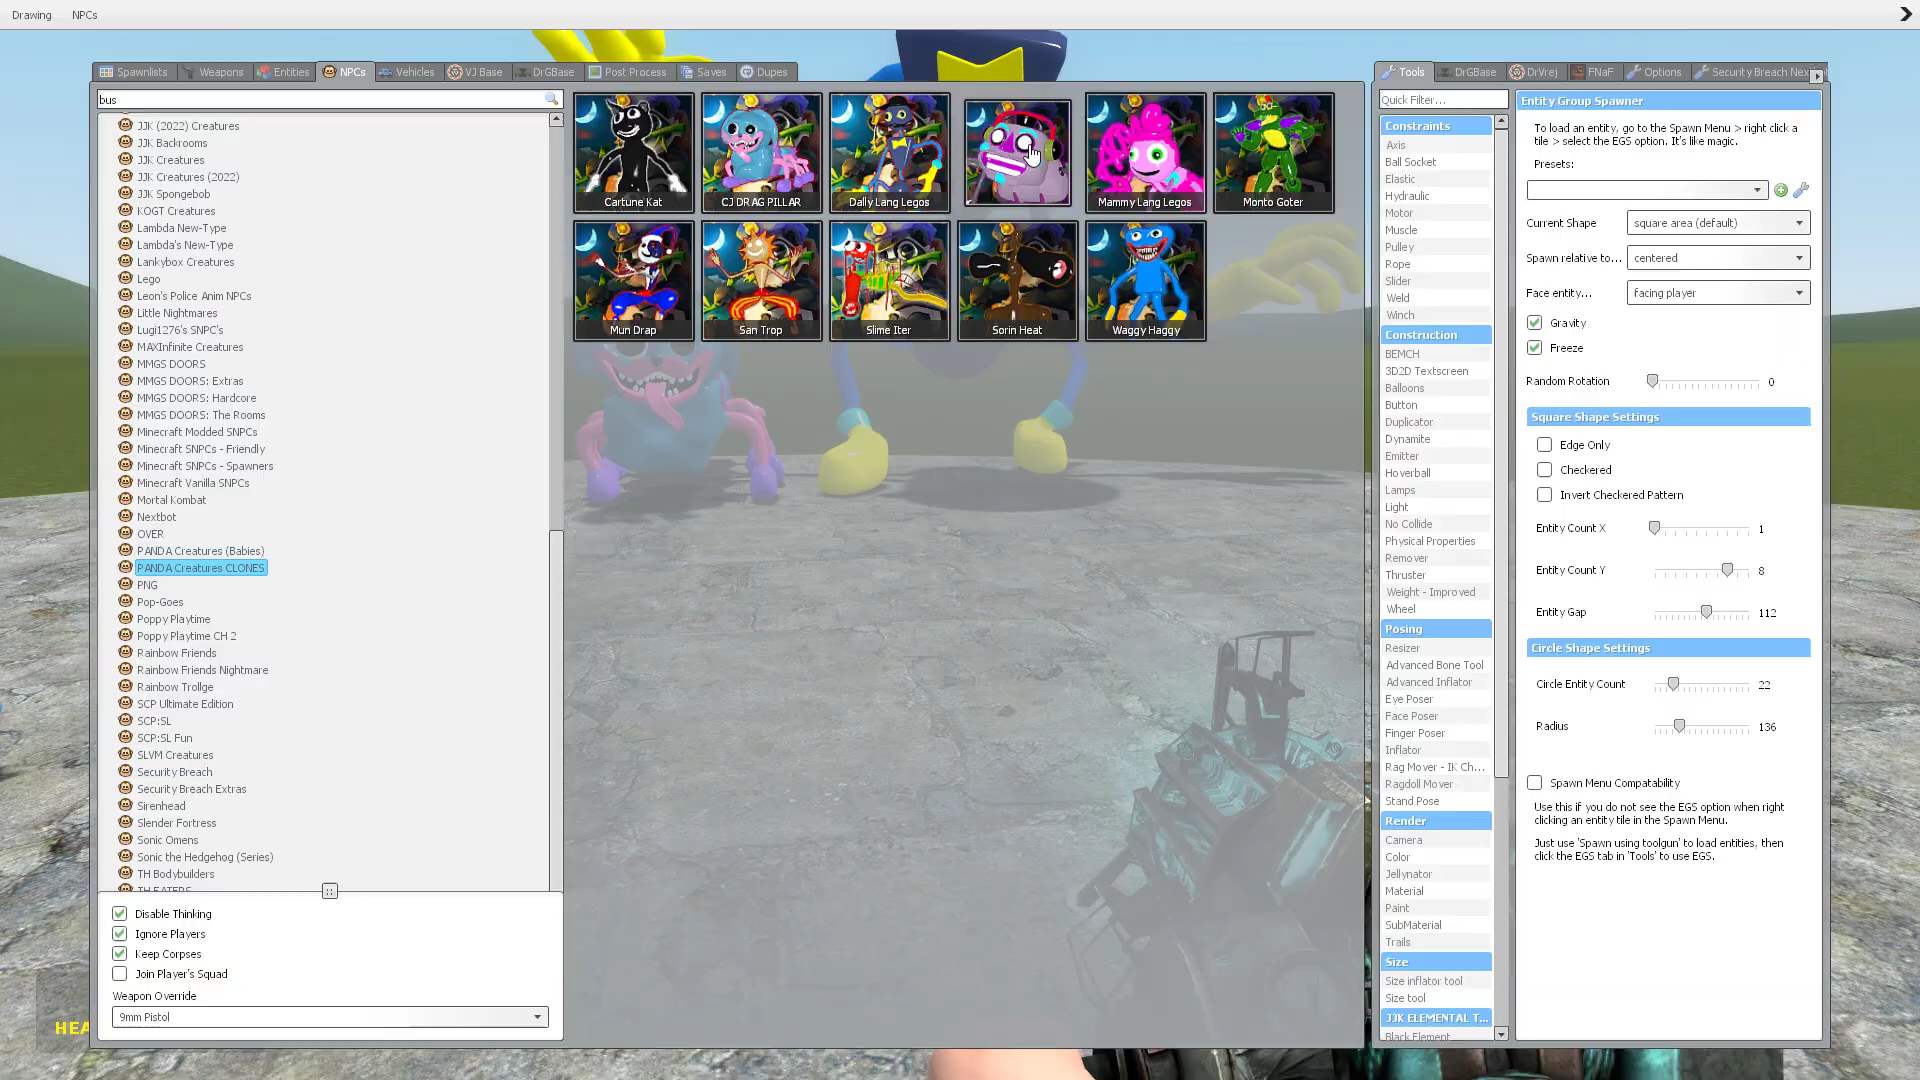 Drawing NPCs
Spawnlists Weapons Entities NPCs Vehicles VJ Base DrGBase Post Process Saves Dupes
bus
JJK (2022) Creatures
JJK Backrooms
JJK Creatures
JJK Creatures (2022)
JJK Spongebob
KOGT Creatures
Lambda New-Type
Lambda's New-Type
Lankybox Creatures
Lego
Leon's Police Anim NPCs
Little Nightmares
Lugi1276's SNPC's
MAXInfinite Creatures
MMGS DOORS
MMGS DOORS: Extras
MMGS DOORS: Hardcore
MMGS DOORS: The Rooms
Minecraft Modded SNPCs
Minecraft SNPCs - Friendly
Minecraft SNPCs - Spawners
Minecraft Vanilla SNPCs
Mortal Kombat
Nextbot
OVER
PANDA Creatures (Babies)
PANDA Creatures CLONES
PNG
Pop-Goes
Poppy Playtime
Poppy Playtime CH 2
Rainbow Friends
Rainbow Friends Nightmare
Rainbow Trollge
SCP Ultimate Edition
SCP:SL
SCP:SL Fun
SLVM Creatures
Security Breach
Security Breach Extras
Sirenhead
Slender Fortress
Sonic Omens
Sonic the Hedgehog (Series)
TH Bodybuilders
TH EATERS
Disable Thinking
Ignore Players
Keep Corpses
Join Player's Squad
Weapon Override
9mm Pistol
HEA
Cartune Kat
CJ DRAG PILLAR
Dally Lang Legos
Mammy Lang Legos
Monto Goter
Mun Drap
San Trop
Slime Iter
Sorin Heat
Waggy Haggy
Tools DrGBase DrVrej FNaF Options Security Breach Nex
Quick Filter...
Constraints
Axis
Ball Socket
Elastic
Hydraulic
Motor
Muscle
Pulley
Rope
Slider
Weld
Winch
Construction
BEMCH
3D2D Textscreen
Balloons
Button
Duplicator
Dynamite
Emitter
Hoverball
Lamps
Light
No Collide
Physical Properties
Remover
Thruster
Weight - Improved
Wheel
Posing
Resizer
Advanced Bone Tool
Advanced Inflator
Eye Poser
Face Poser
Finger Poser
Inflator
Rag Mover - IK Ch...
Ragdoll Mover
Stand Pose
Render
Camera
Color
Jellynator
Material
Paint
SubMaterial
Trails
Size
Size inflator tool
Size tool
JJK ELEMENTAL T...
Black Element
Entity Group Spawner
To load an entity, go to the Spawn Menu > right click a
tile > select the EGS option. It's like magic.
Presets:
Current Shape square area (default)
Spawn relative to... centered
Face entity... facing player
Gravity
Freeze
Random Rotation 0
Square Shape Settings
Edge Only
Checkered
Invert Checkered Pattern
Entity Count X 1
Entity Count Y 8
Entity Gap 112
Circle Shape Settings
Circle Entity Count 22
Radius 136
Spawn Menu Compatability
Use this if you do not see the EGS option when right
clicking an entity tile in the Spawn Menu.
Just use 'Spawn using toolgun' to load entities, then
click the EGS tab in 'Tools' to use EGS.